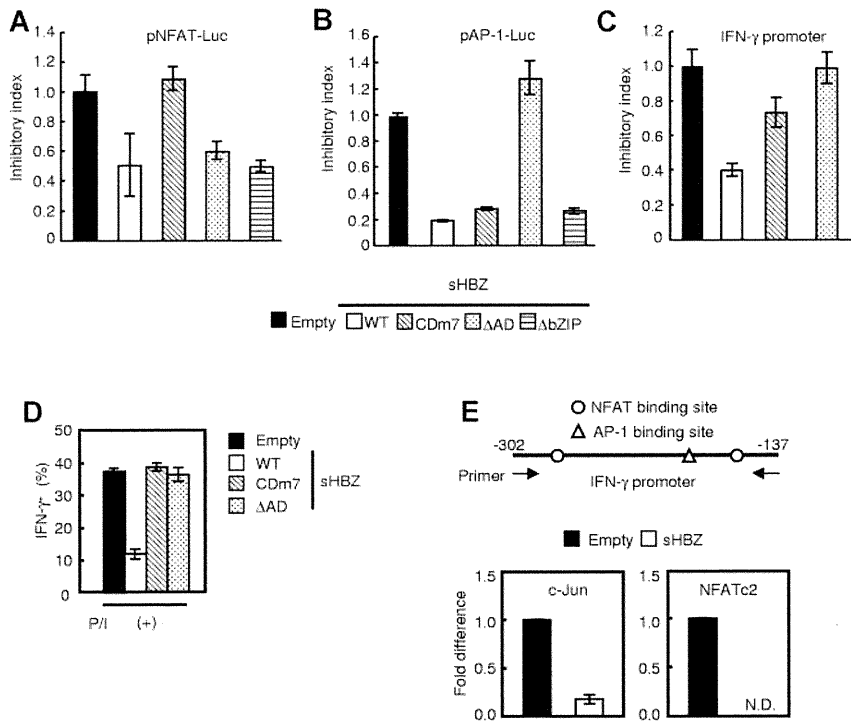 A
pNFAT-Luc
Inhibitory index
1.4
1.2
1.0
0.8
0.6
0.4
0.2
0
B
pAP-1-Luc
Inhibitory index
1.6
1.4
1.2
1.0
0.8
0.6
0.4
0.2
0
C
IFN-γ promoter
Inhibitory index
1.2
1.0
0.8
0.6
0.4
0.2
0
sHBZ
Empty WT CDm7 ΔAD ΔbZIP
D
IFN-γ+ (%)
50
40
30
20
10
0
P/I (+)
Empty
WT
CDm7
ΔAD
sHBZ
E
NFAT binding site
AP-1 binding site
-302 -137
Primer IFN-γ promoter
Empty sHBZ
Fold difference
1.5
1.0
0.5
0.0
c-Jun
1.5
1.0
0.5
0.0
NFATc2
N.D.